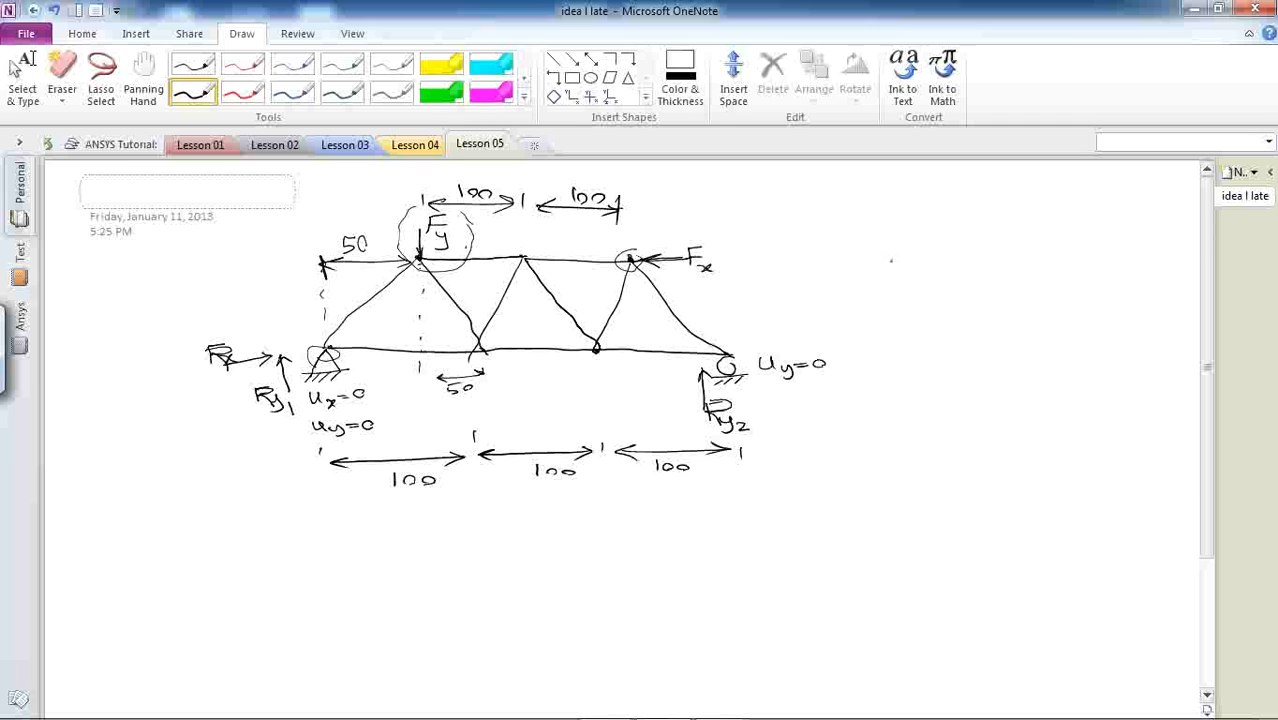 idea I late - Microsoft OneNote
File Home Insert Share Draw Review View
Select & Type
Eraser
Lasso Select
Panning Hand
Color & Thickness
Insert Space
Delete
Arrange
Rotate
Ink to Text
Ink to Math
Tools
Insert Shapes
Edit
Convert
ANSYS Tutorial: Lesson 01 Lesson 02 Lesson 03 Lesson 04 Lesson 05
Personal
Test
Ansys
N..
idea I late
Friday, January 11, 2013
5:25 PM
100 100
Fy
50
Fx
Rx
Ry1
ux=0
uy=0
50
uy=0
Ry2
100 100 100